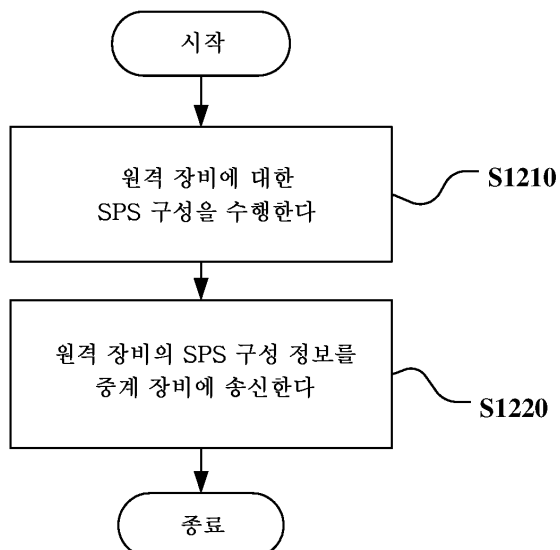 시작
원격 장비에 대한
SPS 구성을 수행한다
S1210
원격 장비의 SPS 구성 정보를
중계 장비에 송신한다
S1220
종료